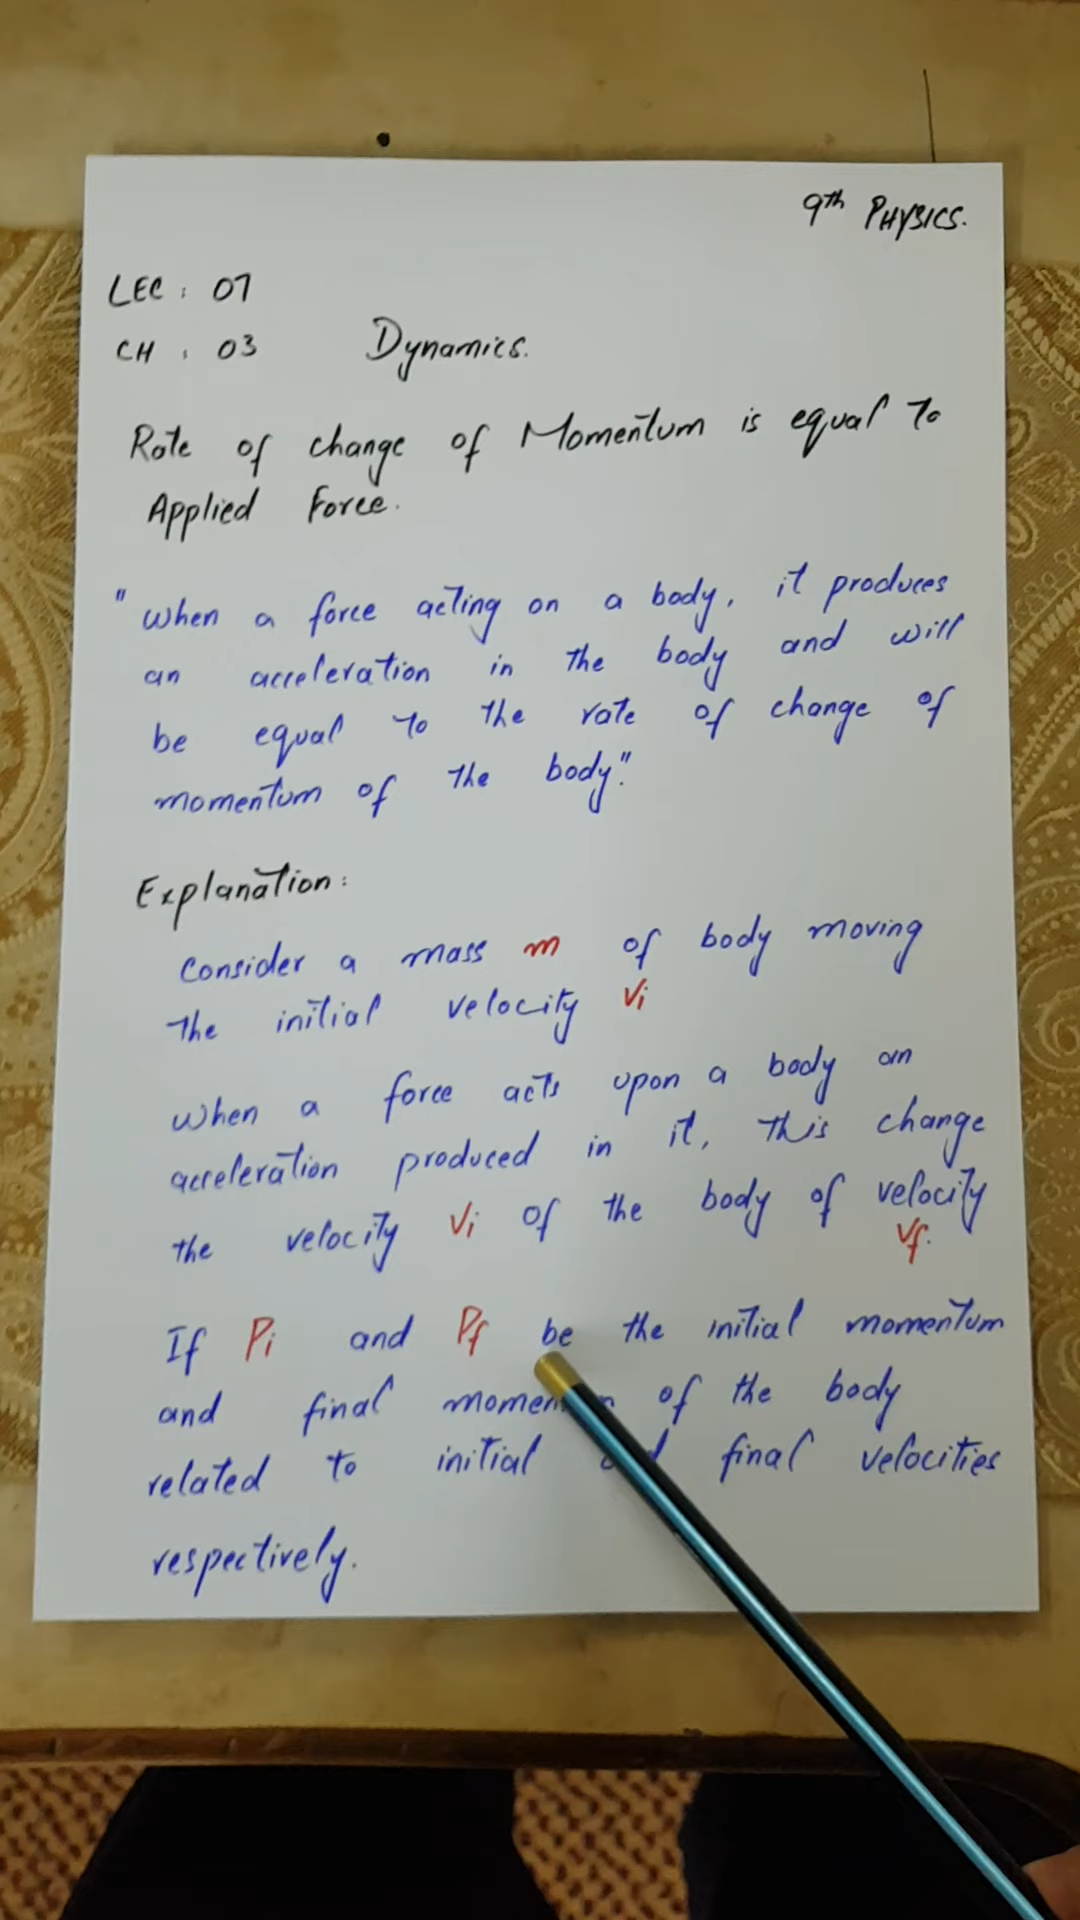 9th PHYSICS.
LEC : 07
CH : 03 Dynamics.
Rate of change of Momentum is equal To
Applied Force.
"When a force acting on a body, it produces
an acceleration in the body and will
be equal to the rate of change of
momentum of the body."
Explanation:
Consider a mass m of body moving
The initial velocity Vi
When a force acts upon a body an
acceleration produced in it, This change
the velocity Vi of the body of velocity
Vf.
If Pi and Pf be the initial momentum
and final of the body
related to initial final velocities
respectively.